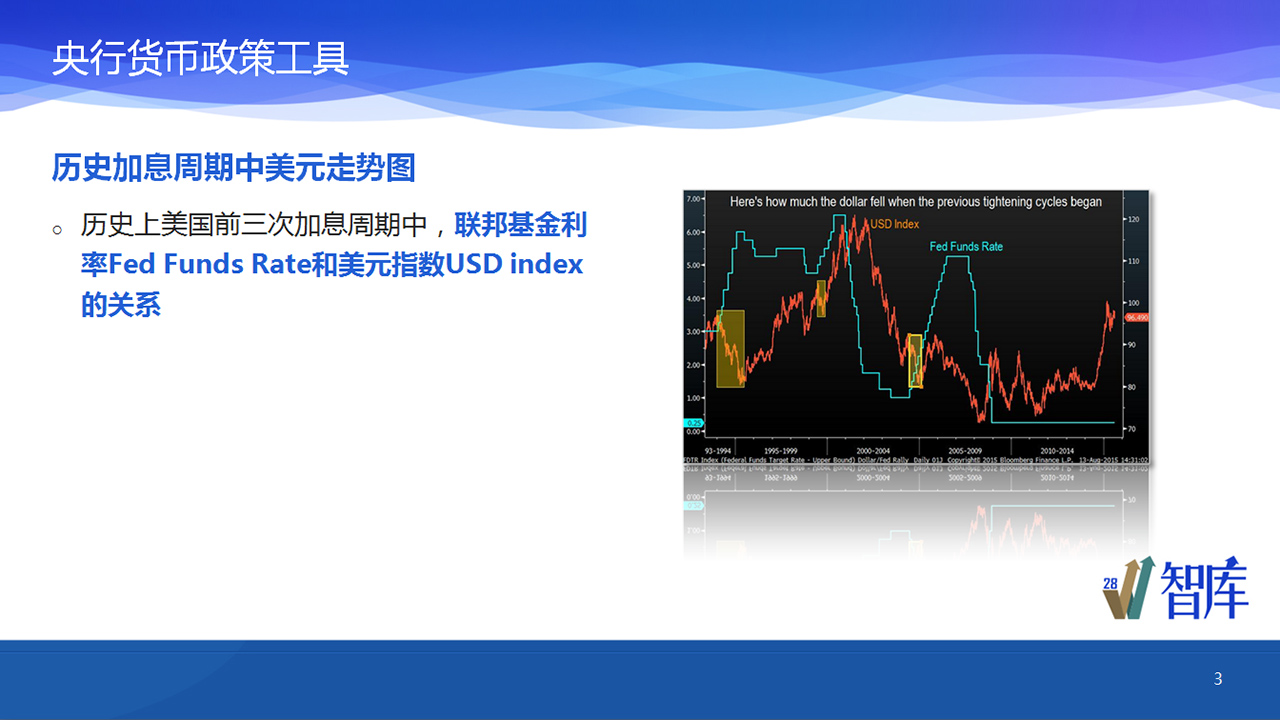 央行货币政策工具
历史加息周期中美元走势图
历史上美国前三次加息周期中，联邦基金利
率Fed Funds Rate和美元指数USD index
的关系
Here's how much the dollar fell when the previous tightening cycles began
USD Index
Fed Funds Rate
7.00
6.00
5.00
4.00
3.00
2.00
1.00
0.25
0.00
120
110
100
96.490
90
80
70
93-1994
1995-1999
2000-2004
2005-2009
2010-2014
FDTR Index (Federal Funds Target Rate - Upper Bound) Dollar/Fed Rally Daily 013 Copyright© 2015 Bloomberg Finance L.P. 13-Aug-2015 14:31:02
28
智库
3